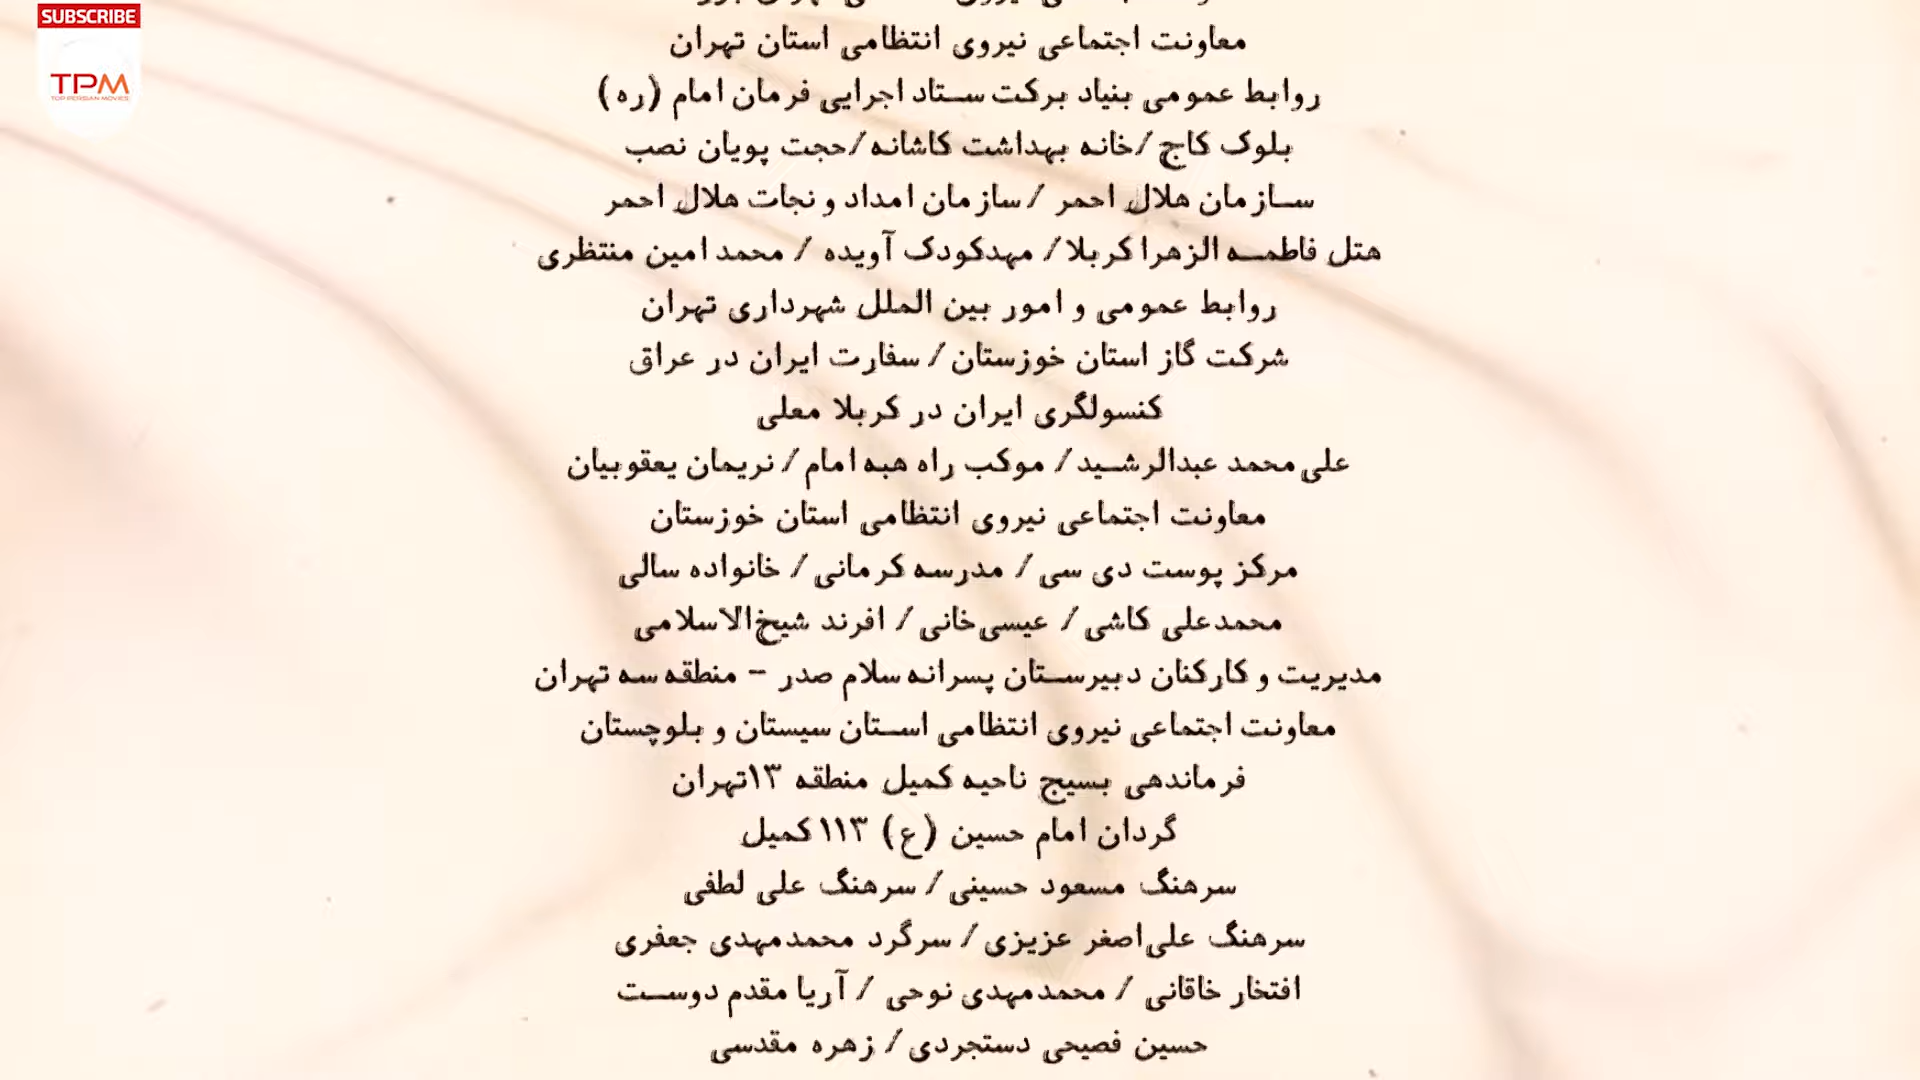 SUBSCRIBE
TPM
TOP PERSIAN MOVIES
معاونت اجتماعی نیروی انتظامی استان تهران
روابط عمومی بنیاد برکت ستاد اجرایی فرمان امام (ره)
بلوک کاج /خانه بهداشت کاشانه/حجت پویان نصب
سازمان هلال احمر / سازمان امداد و نجات هلال احمر
هتل فاطمه الزهرا کربلا/ مهدکودک آویده / محمد امین منتظری
روابط عمومی و امور بین الملل شهرداری تهران
شرکت گاز استان خوزستان / سفارت ایران در عراق
کنسولگری ایران در کربلا معلی
علی محمد عبدالرشید/ موکب راه هبه امام / نریمان یعقوبیان
معاونت اجتماعی نیروی انتظامی استان خوزستان
مرکز پوست دی سی / مدرسه کرمانی / خانواده سالی
محمدعلی کاشی / عیسی‌خانی / افرند شیخ‌الاسلامی
مدیریت و کارکنان دبیرستان پسرانه سلام صدر - منطقه سه تهران
معاونت اجتماعی نیروی انتظامی استان سیستان و بلوچستان
فرماندهی بسیج ناحیه کمیل منطقه ۱۳تهران
گردان امام حسین (ع) ۱۱۳ کمیل
سرهنگ مسعود حسینی / سرهنگ علی لطفی
سرهنگ علی‌اصغر عزیزی / سرگرد محمدمهدی جعفری
افتخار خاقانی / محمدمهدی نوحی / آریا مقدم دوست
حسین فصیحی دستجردی / زهره مقدسی